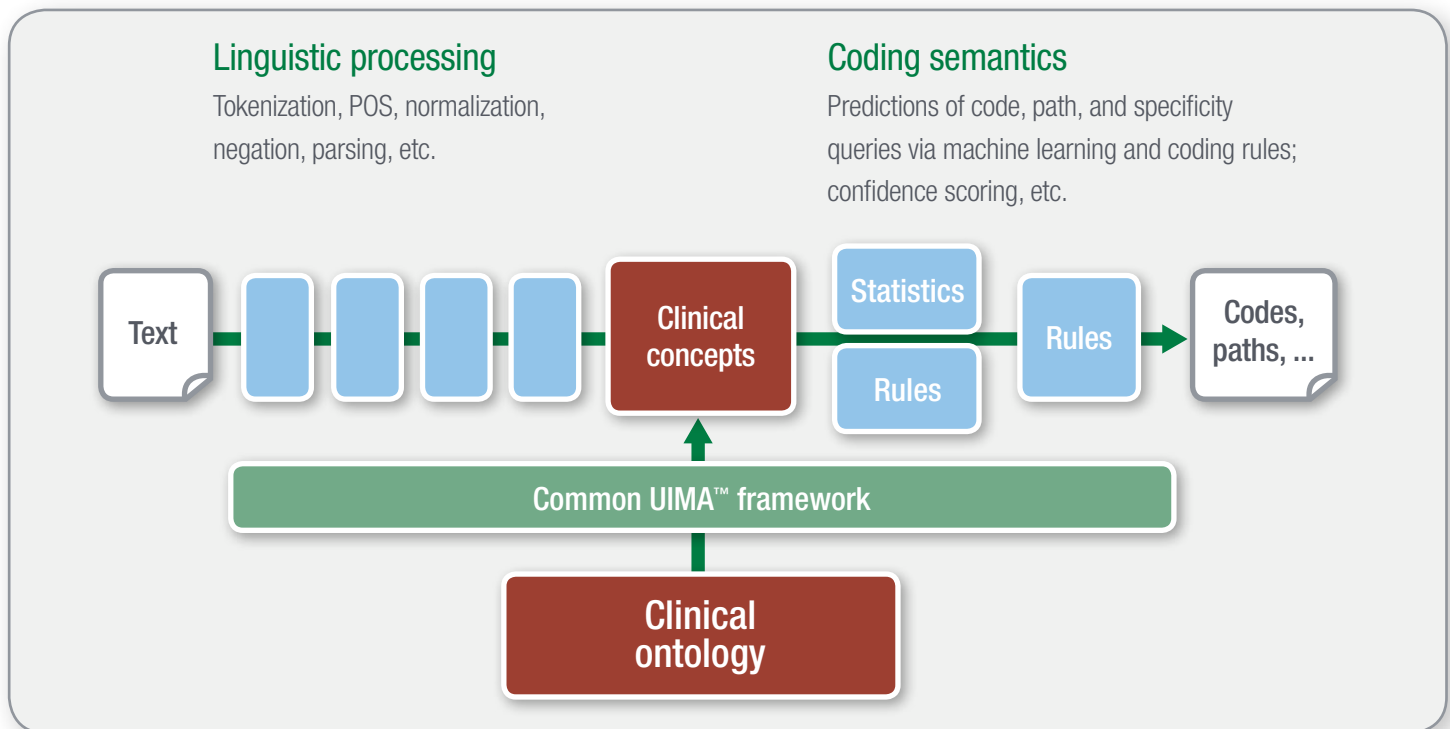 Linguistic processing
Tokenization, POS, normalization,
negation, parsing, etc.
Coding semantics
Predictions of code, path, and specificity
queries via machine learning and coding rules;
confidence scoring, etc.
Text
Clinical
concepts
Statistics
Rules
Rules
Codes,
paths, ...
Common UIMA™ framework
Clinical
ontology